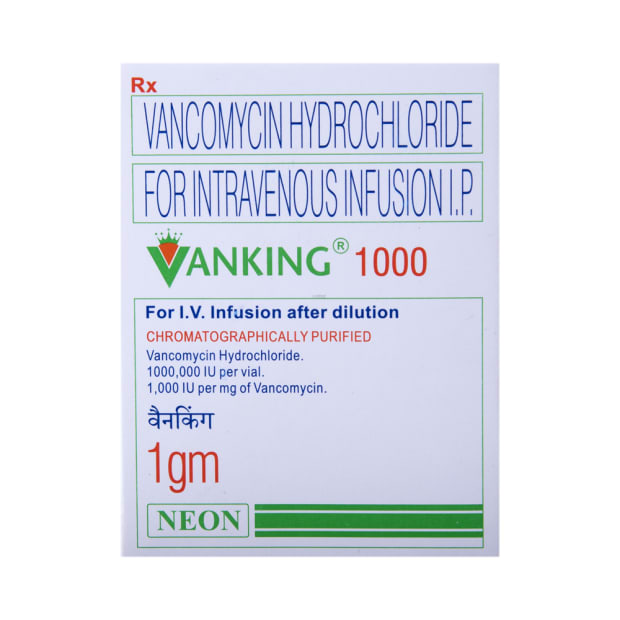 Rx
VANCOMYCIN HYDROCHLORIDE
FOR INTRAVENOUS INFUSION I.P.
VANKING® 1000
For I.V. Infusion after dilution
CHROMATOGRAPHICALLY PURIFIED
Vancomycin Hydrochloride.
1000,000 IU per vial.
1,000 IU per mg of Vancomycin.
वैनकिंग
1gm
NEON